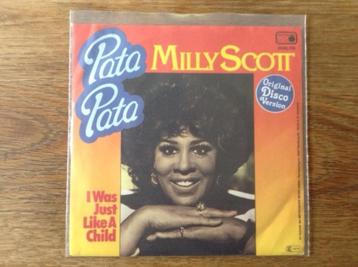 Pata
Pata
MILLY SCOTT
Original
Disco
Version
I Was
Just
Like A
Child